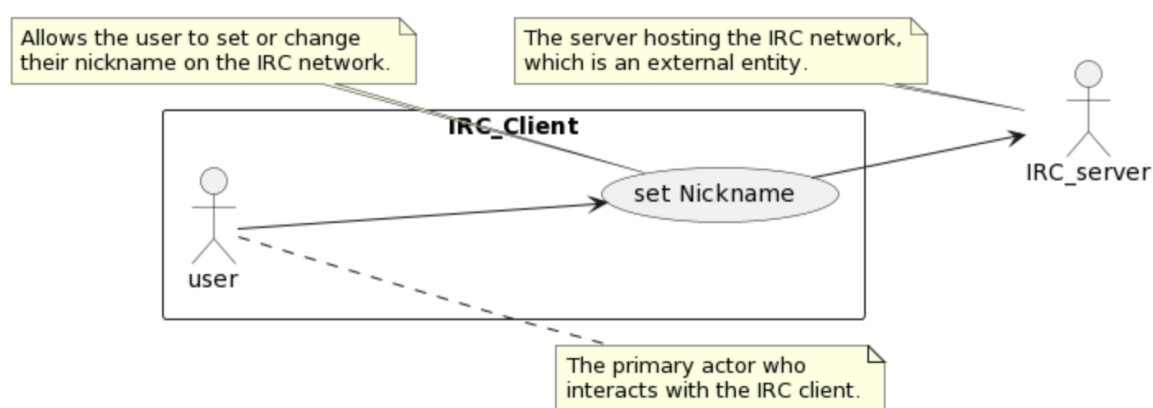 Allows the user to set or change
their nickname on the IRC network.
The server hosting the IRC network,
which is an external entity.
IRC_Client
IRC_server
set Nickname
user
The primary actor who
interacts with the IRC client.